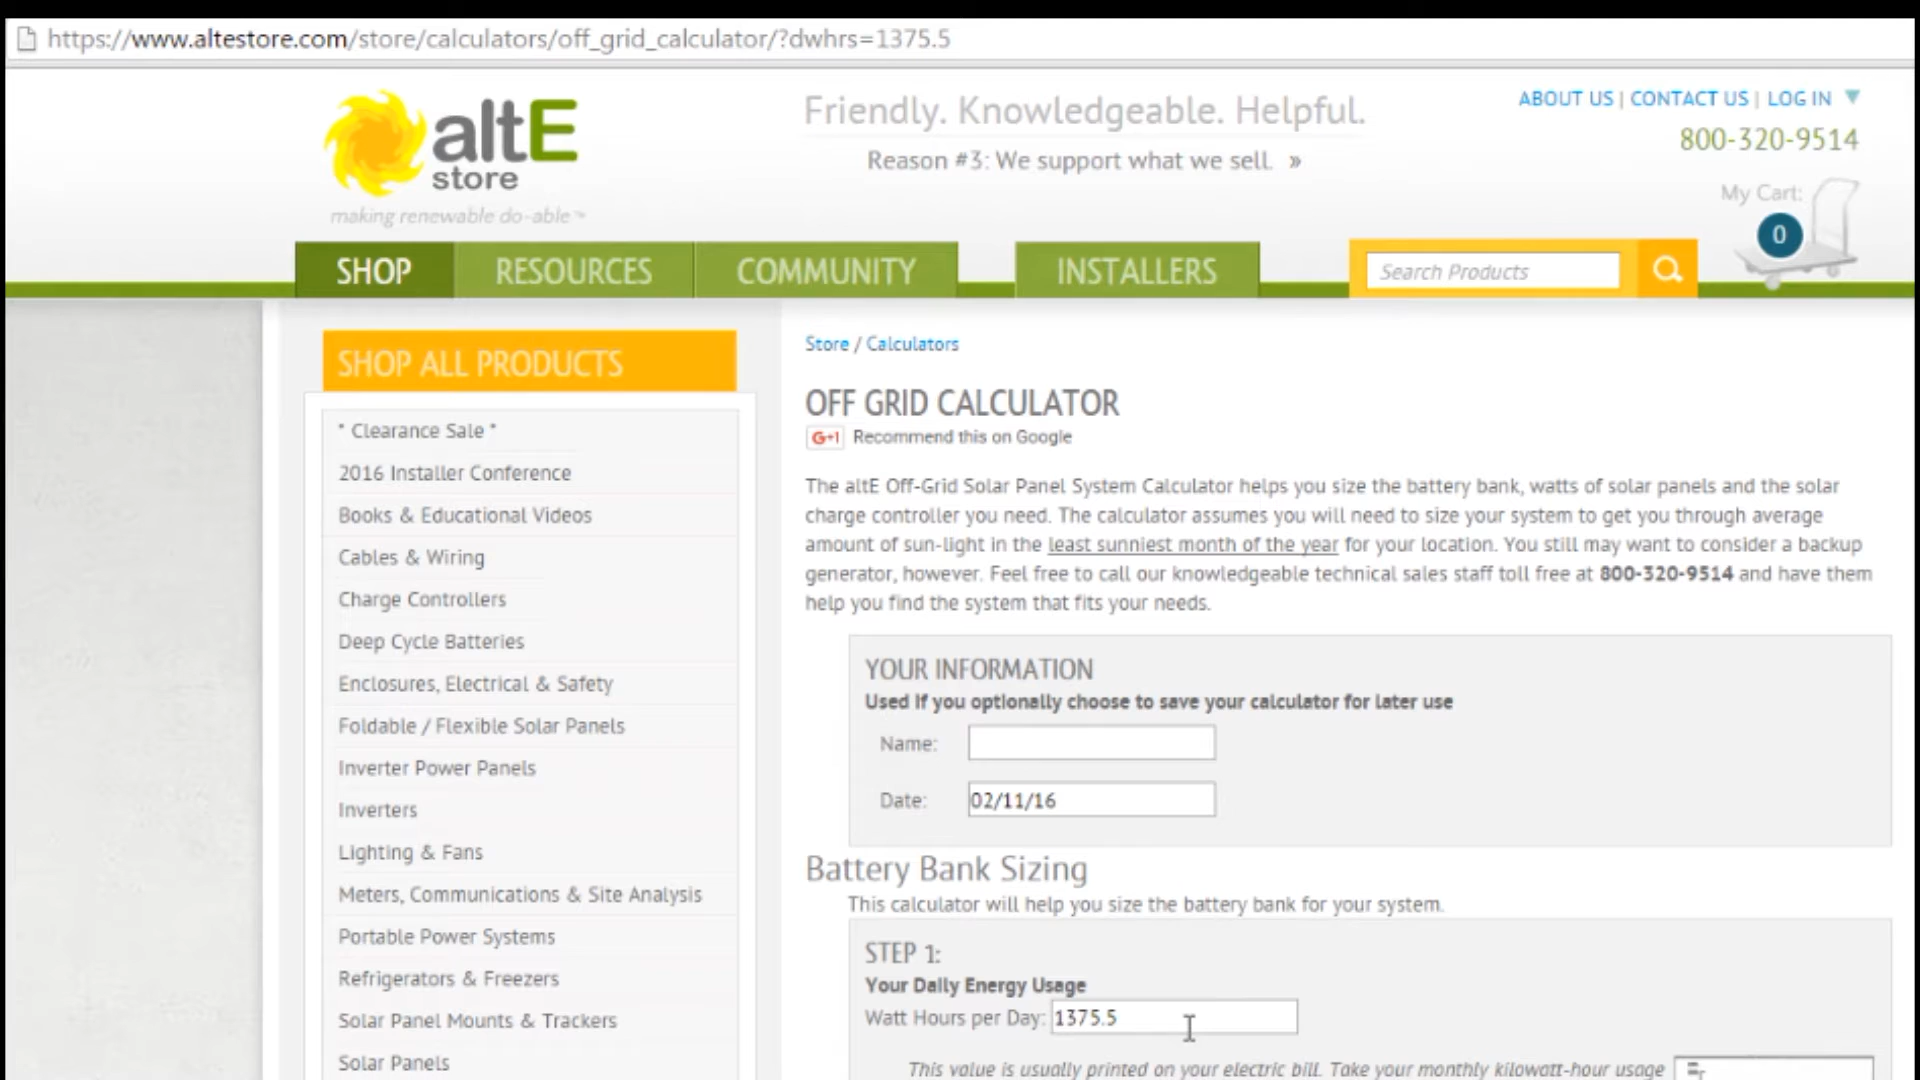 https://www.altestore.com/store/calculators/off_grid_calculator/?dwhrs=1375.5
altE
store
making renewable do-able™
Friendly. Knowledgeable. Helpful.
Reason #3: We support what we sell. »
ABOUT US | CONTACT US | LOG IN
800-320-9514
My Cart:
0
SHOP
RESOURCES
COMMUNITY
INSTALLERS
Search Products
SHOP ALL PRODUCTS
* Clearance Sale *
2016 Installer Conference
Books & Educational Videos
Cables & Wiring
Charge Controllers
Deep Cycle Batteries
Enclosures, Electrical & Safety
Foldable / Flexible Solar Panels
Inverter Power Panels
Inverters
Lighting & Fans
Meters, Communications & Site Analysis
Portable Power Systems
Refrigerators & Freezers
Solar Panel Mounts & Trackers
Solar Panels
Store / Calculators
OFF GRID CALCULATOR
G+1 Recommend this on Google
The altE Off-Grid Solar Panel System Calculator helps you size the battery bank, watts of solar panels and the solar
charge controller you need. The calculator assumes you will need to size your system to get you through average
amount of sun-light in the least sunniest month of the year for your location. You still may want to consider a backup
generator, however. Feel free to call our knowledgeable technical sales staff toll free at 800-320-9514 and have them
help you find the system that fits your needs.
YOUR INFORMATION
Used if you optionally choose to save your calculator for later use
Name:
Date: 02/11/16
Battery Bank Sizing
This calculator will help you size the battery bank for your system.
STEP 1:
Your Daily Energy Usage
Watt Hours per Day: 1375.5
This value is usually printed on your electric bill. Take your monthly kilowatt-hour usage